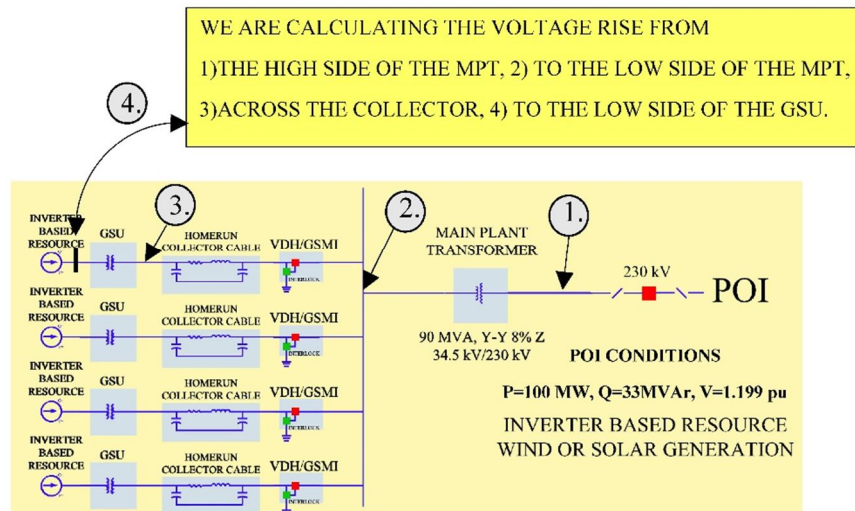 WE ARE CALCULATING THE VOLTAGE RISE FROM
1)THE HIGH SIDE OF THE MPT, 2) TO THE LOW SIDE OF THE MPT,
3)ACROSS THE COLLECTOR, 4) TO THE LOW SIDE OF THE GSU.
4.
3.
2.
1.
INVERTER
BASED
RESOURCE
GSU
HOMERUN
COLLECTOR CABLE
VDH/GSMI
INTERLOCK
INVERTER
BASED
RESOURCE
GSU
HOMERUN
COLLECTOR CABLE
VDH/GSMI
INTERLOCK
INVERTER
BASED
RESOURCE
GSU
HOMERUN
COLLECTOR CABLE
VDH/GSMI
INTERLOCK
INVERTER
BASED
RESOURCE
GSU
HOMERUN
COLLECTOR CABLE
VDH/GSMI
INTERLOCK
MAIN PLANT
TRANSFORMER
90 MVA, Y-Y 8% Z
34.5 kV/230 kV
230 kV
POI
POI CONDITIONS
P=100 MW, Q=33MVAr, V=1.199 pu
INVERTER BASED RESOURCE
WIND OR SOLAR GENERATION